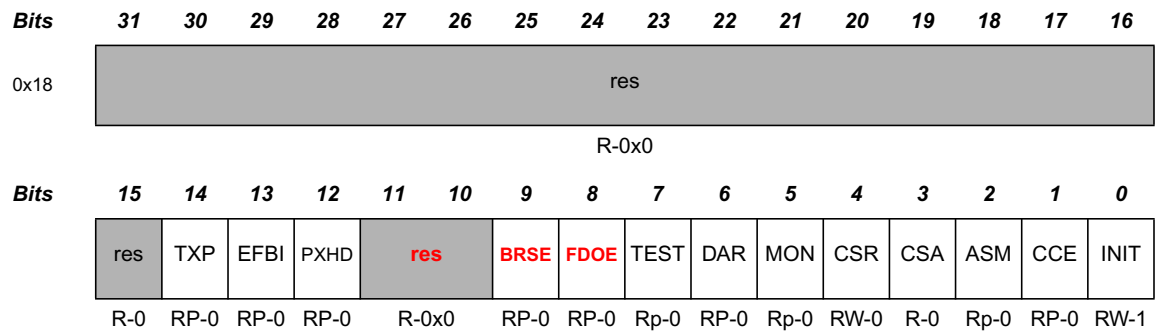 Bits 31 30 29 28 27 26 25 24 23 22 21 20 19 18 17 16
0x18 res
R-0x0
Bits 15 14 13 12 11 10 9 8 7 6 5 4 3 2 1 0
res TXP EFBI PXHD res BRSE FDOE TEST DAR MON CSR CSA ASM CCE INIT
R-0 RP-0 RP-0 RP-0 R-0x0 RP-0 RP-0 Rp-0 RP-0 Rp-0 RW-0 R-0 Rp-0 RP-0 RW-1